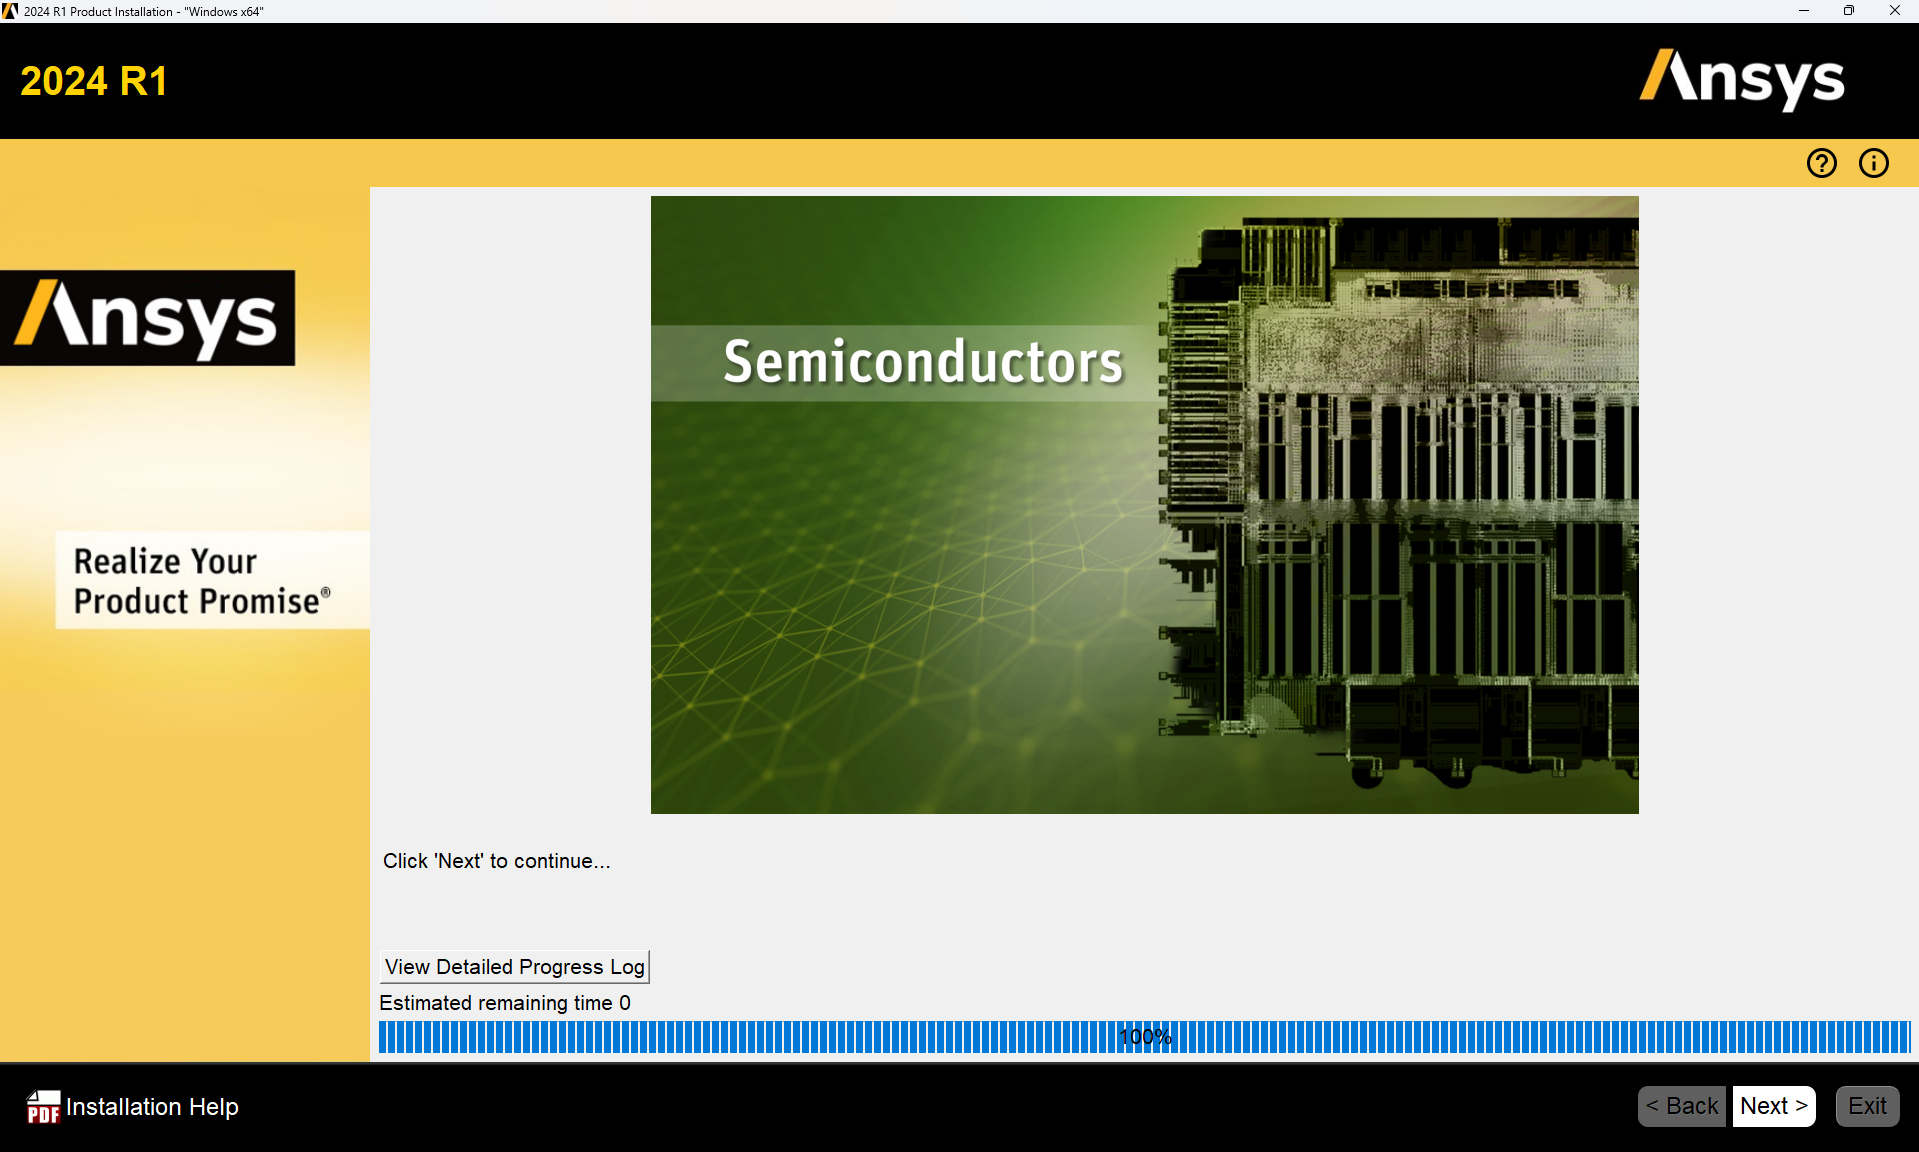 2024 R1 Product Installation - "Windows x64"
2024 R1
Ansys
Ansys
Realize Your
Product Promise®
Semiconductors
Click 'Next' to continue...
View Detailed Progress Log
Estimated remaining time 0
100%
PDF Installation Help
< Back Next > Exit